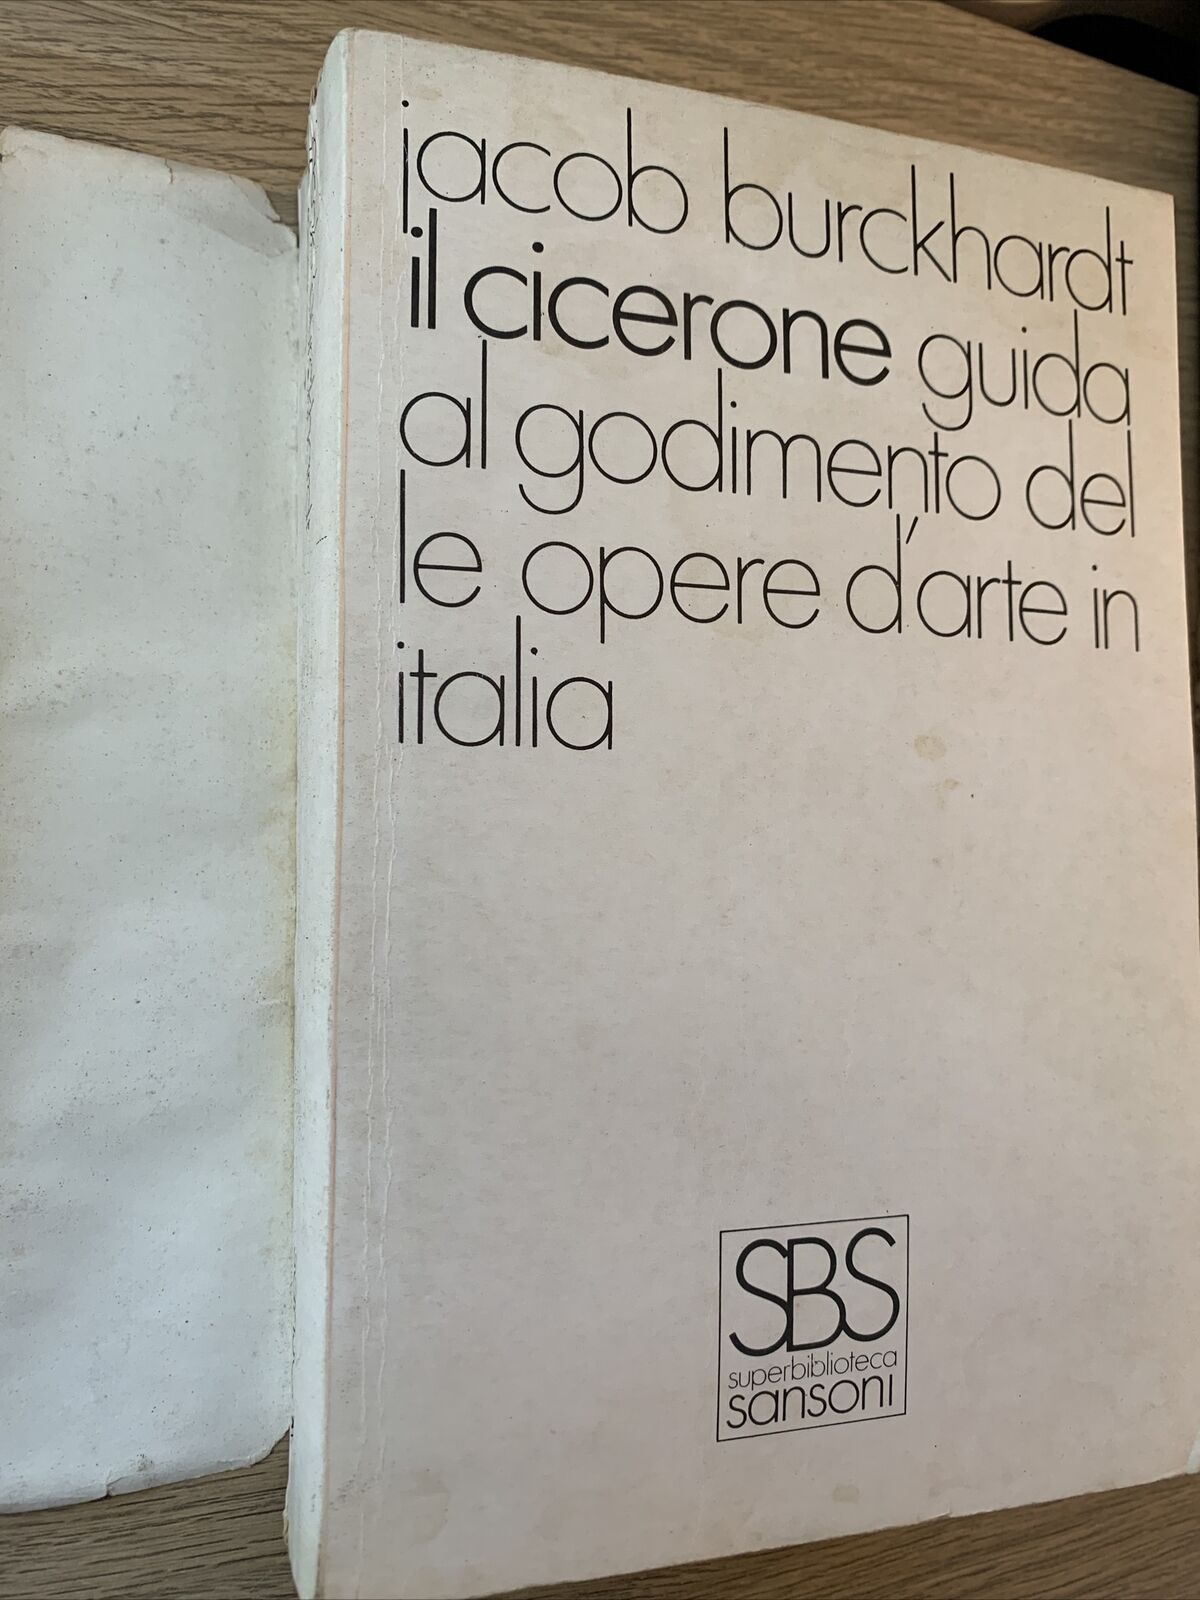 jacob burckhardt
il cicerone guida
al godimento del
le opere d'arte in
italia
SBS
superbiblioteca
sansoni